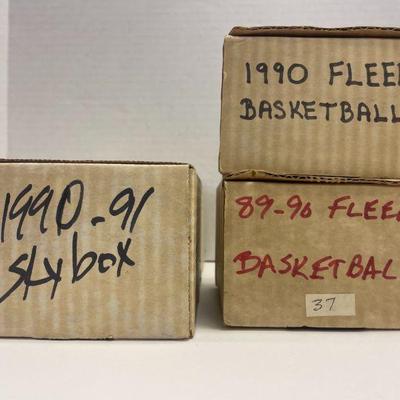 1990-91
skybox
1990 FLEE
BASKETBALL
89-90 FLEE
BASKETBAL
37